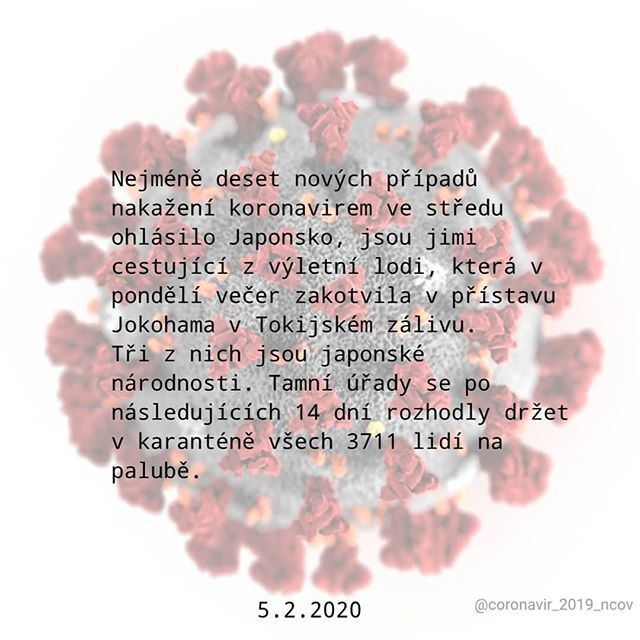 Nejméně deset nových případů
nakažení koronavirem ve středu
ohlásilo Japonsko, jsou jimi
cestující z výletní lodi, která v
pondělí večer zakotvila v přístavu
Jokohama v Tokijském zálivu.
Tři z nich jsou japonské
národnosti. Tamní úřady se po
následujících 14 dní rozhodly držet
v karanténě všech 3711 lidí na
palubě.
5.2.2020
@coronavir_2019_ncov